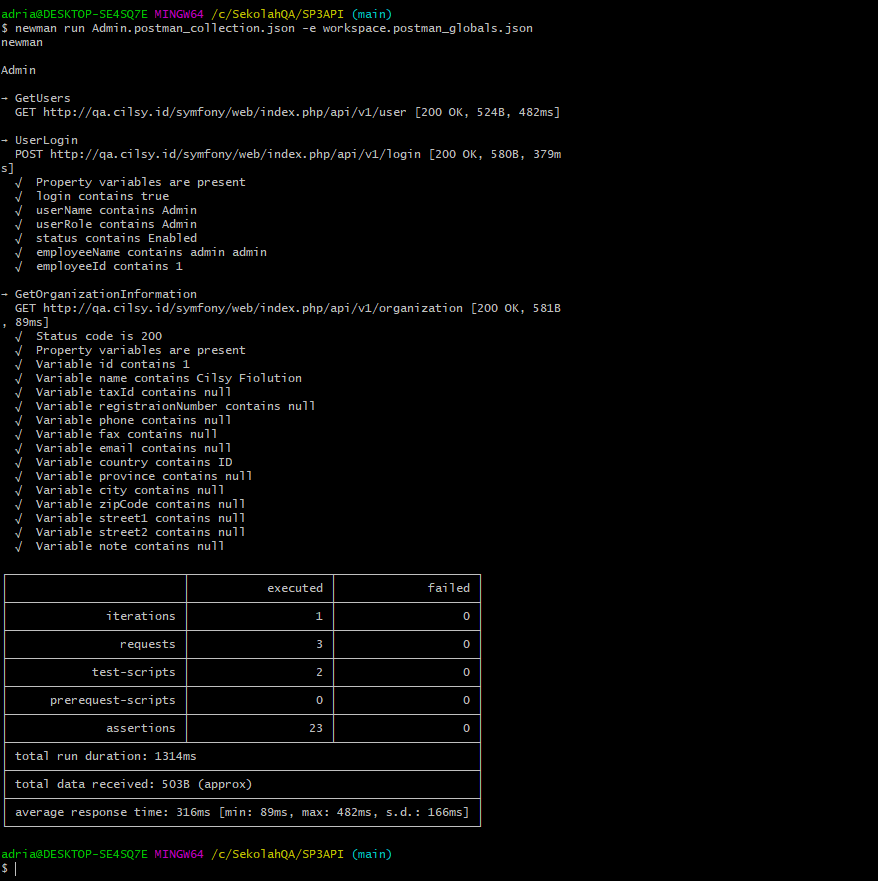 adria@DESKTOP-SE4SQ7E MINGW64 /c/SekolahQA/SP3API (main)
$ newman run Admin.postman_collection.json -e workspace.postman_globals.json
newman
Admin
→ GetUsers
GET http://qa.cilsy.id/symfony/web/index.php/api/v1/user [200 OK, 524B, 482ms]
→ UserLogin
POST http://qa.cilsy.id/symfony/web/index.php/api/v1/login [200 OK, 580B, 379m
s]
√ Property variables are present
√ login contains true
√ userName contains Admin
√ userRole contains Admin
√ status contains Enabled
√ employeeName contains admin admin
√ employeeId contains 1
→ GetOrganizationInformation
GET http://qa.cilsy.id/symfony/web/index.php/api/v1/organization [200 OK, 581B
, 89ms]
√ Status code is 200
√ Property variables are present
√ Variable id contains 1
√ Variable name contains Cilsy Fiolution
√ Variable taxId contains null
√ Variable registraionNumber contains null
√ Variable phone contains null
√ Variable fax contains null
√ Variable email contains null
√ Variable country contains ID
√ Variable province contains null
√ Variable city contains null
√ Variable zipCode contains null
√ Variable street1 contains null
√ Variable street2 contains null
√ Variable note contains null
executed failed
iterations 1 0
requests 3 0
test-scripts 2 0
prerequest-scripts 0 0
assertions 23 0
total run duration: 1314ms
total data received: 503B (approx)
average response time: 316ms [min: 89ms, max: 482ms, s.d.: 166ms]
adria@DESKTOP-SE4SQ7E MINGW64 /c/SekolahQA/SP3API (main)
$